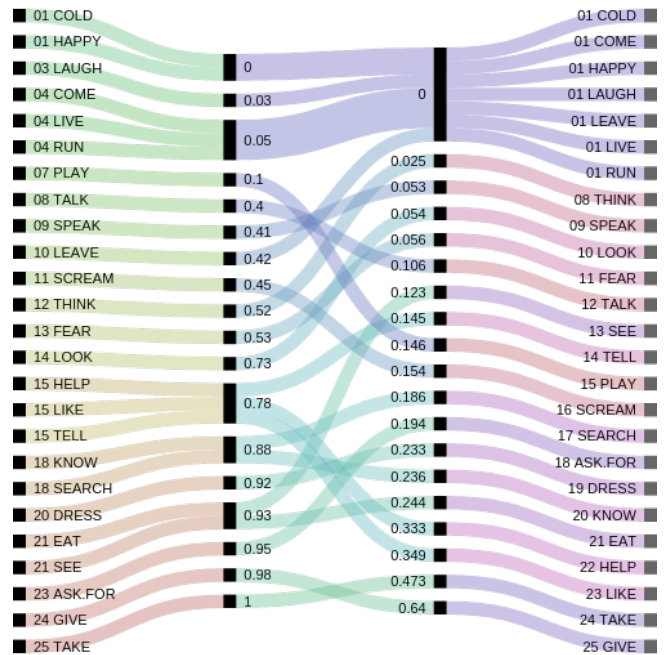 01 COLD
01 HAPPY
03 LAUGH
04 COME
04 LIVE
04 RUN
07 PLAY
08 TALK
09 SPEAK
10 LEAVE
11 SCREAM
12 THINK
13 FEAR
14 LOOK
15 HELP
15 LIKE
15 TELL
18 KNOW
18 SEARCH
20 DRESS
21 EAT
21 SEE
23 ASK.FOR
24 GIVE
25 TAKE
0
0.03
0.05
0.1
0.4
0.41
0.42
0.45
0.52
0.53
0.73
0.78
0.88
0.92
0.93
0.95
0.98
1
0
0.025
0.053
0.054
0.056
0.106
0.123
0.145
0.146
0.154
0.186
0.194
0.233
0.236
0.244
0.333
0.349
0.473
0.64
01 COLD
01 COME
01 HAPPY
01 LAUGH
01 LEAVE
01 LIVE
01 RUN
08 THINK
09 SPEAK
10 LOOK
11 FEAR
12 TALK
13 SEE
14 TELL
15 PLAY
16 SCREAM
17 SEARCH
18 ASK.FOR
19 DRESS
20 KNOW
21 EAT
22 HELP
23 LIKE
24 TAKE
25 GIVE